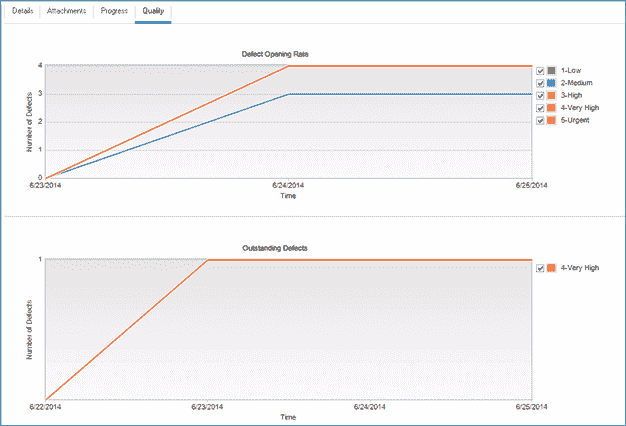 Details Attachments Progress Quality
Defect Opening Rate
4
3
2
1
0
Number of Defects
6/23/2014 6/24/2014 6/25/2014
Time
1-Low
2-Medium
3-High
4-Very High
5-Urgent
Outstanding Defects
1
Number of Defects
6/22/2014 6/23/2014 6/24/2014 6/25/2014
Time
4-Very High